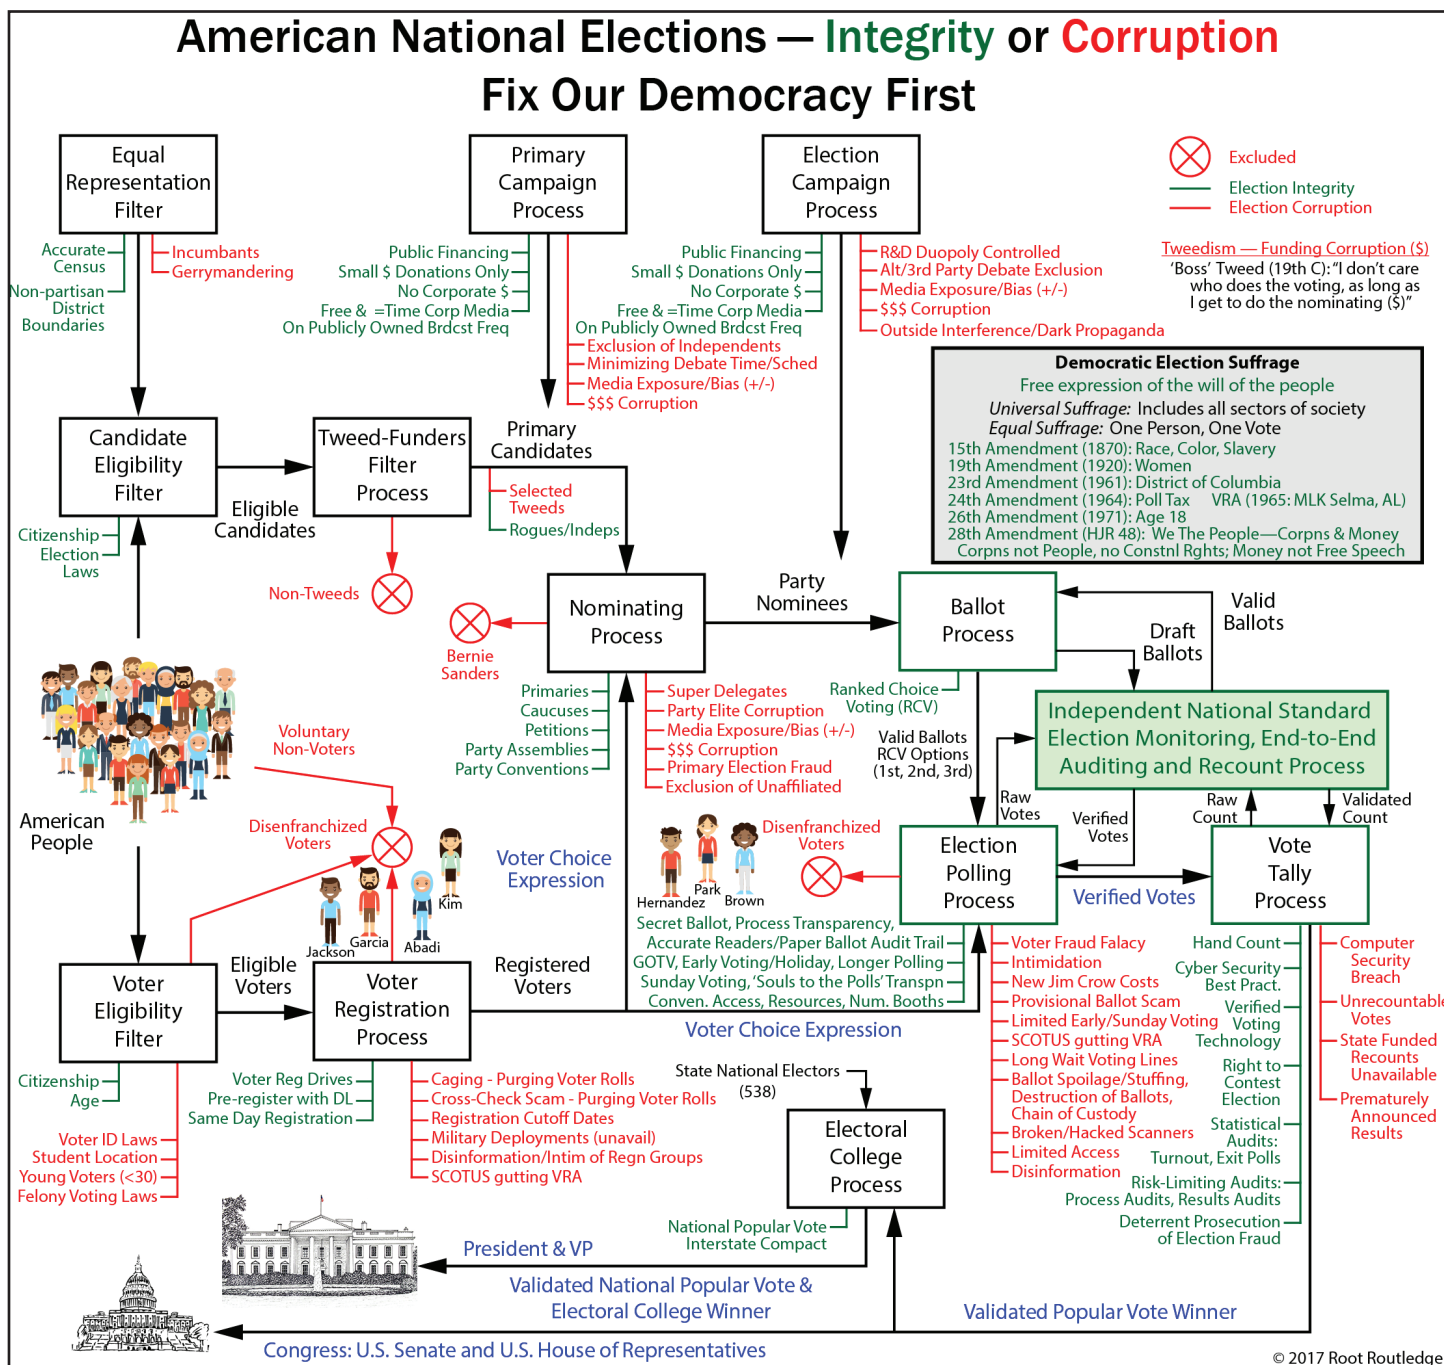 American National Elections — Integrity or Corruption
Fix Our Democracy First
Equal
Representation
Filter
Accurate
Census
Non-partisan
District
Boundaries
Incumbants
Gerrymandering
Primary
Campaign
Process
Public Financing
Small $ Donations Only
No Corporate $
Free & =Time Corp Media
On Publicly Owned Brdcst Freq
Exclusion of Independents
Minimizing Debate Time/Sched
Media Exposure/Bias (+/-)
$$$ Corruption
Election
Campaign
Process
Public Financing
Small $ Donations Only
No Corporate $
Free & =Time Corp Media
On Publicly Owned Brdcst Freq
R&D Duopoly Controlled
Alt/3rd Party Debate Exclusion
Media Exposure/Bias (+/-)
$$$ Corruption
Outside Interference/Dark Propaganda
Excluded
Election Integrity
Election Corruption
Tweedism — Funding Corruption ($)
‘Boss’ Tweed (19th C): “I don’t care
who does the voting, as long as
I get to do the nominating ($)”
Democratic Election Suffrage
Free expression of the will of the people
Universal Suffrage: Includes all sectors of society
Equal Suffrage: One Person, One Vote
15th Amendment (1870): Race, Color, Slavery
19th Amendment (1920): Women
23rd Amendment (1961): District of Columbia
24th Amendment (1964): Poll Tax VRA (1965: MLK Selma, AL)
26th Amendment (1971): Age 18
28th Amendment (HJR 48): We The People—Corpns & Money
Corpns not People, no Constnl Rghts; Money not Free Speech
Candidate
Eligibility
Filter
Citizenship
Election
Laws
Eligible
Candidates
Tweed-Funders
Filter
Process
Non-Tweeds
Primary
Candidates
Selected
Tweeds
Rogues/Indeps
Nominating
Process
Bernie
Sanders
Primaries
Caucuses
Petitions
Party Assemblies
Party Conventions
Super Delegates
Party Elite Corruption
Media Exposure/Bias (+/-)
$$$ Corruption
Primary Election Fraud
Exclusion of Unaffiliated
Party
Nominees
Ballot
Process
Ranked Choice
Voting (RCV)
Valid
Ballots
Draft
Ballots
Valid Ballots
RCV Options
(1st, 2nd, 3rd)
Independent National Standard
Election Monitoring, End-to-End
Auditing and Recount Process
Raw
Votes
Verified
Votes
Raw
Count
Validated
Count
American
People
Voluntary
Non-Voters
Disenfranchized
Voters
Jackson
Garcia
Abadi
Kim
Voter Choice
Expression
Hernandez
Park
Brown
Disenfranchized
Voters
Election
Polling
Process
Verified Votes
Vote
Tally
Process
Secret Ballot, Process Transparency,
Accurate Readers/Paper Ballot Audit Trail
GOTV, Early Voting/Holiday, Longer Polling
Sunday Voting, ‘Souls to the Polls’ Transpn
Conven. Access, Resources, Num. Booths
Voter Fraud Falacy
Intimidation
New Jim Crow Costs
Provisional Ballot Scam
Limited Early/Sunday Voting
SCOTUS gutting VRA
Long Wait Voting Lines
Ballot Spoilage/Stuffing,
Destruction of Ballots,
Chain of Custody
Broken/Hacked Scanners
Limited Access
Disinformation
Hand Count
Cyber Security
Best Pract.
Verified
Voting
Technology
Right to
Contest
Election
Statistical
Audits:
Turnout, Exit Polls
Risk-Limiting Audits:
Process Audits, Results Audits
Deterrent Prosecution
of Election Fraud
Computer
Security
Breach
Unrecountable
Votes
State Funded
Recounts
Unavailable
Prematurely
Announced
Results
Voter
Eligibility
Filter
Citizenship
Age
Voter ID Laws
Student Location
Young Voters (<30)
Felony Voting Laws
Eligible
Voters
Voter
Registration
Process
Voter Reg Drives
Pre-register with DL
Same Day Registration
Caging - Purging Voter Rolls
Cross-Check Scam - Purging Voter Rolls
Registration Cutoff Dates
Military Deployments (unavail)
Disinformation/Intim of Regn Groups
SCOTUS gutting VRA
Registered
Voters
Voter Choice Expression
State National Electors
(538)
Electoral
College
Process
National Popular Vote
Interstate Compact
President & VP
Validated National Popular Vote &
Electoral College Winner
Validated Popular Vote Winner
Congress: U.S. Senate and U.S. House of Representatives
© 2017 Root Routledge